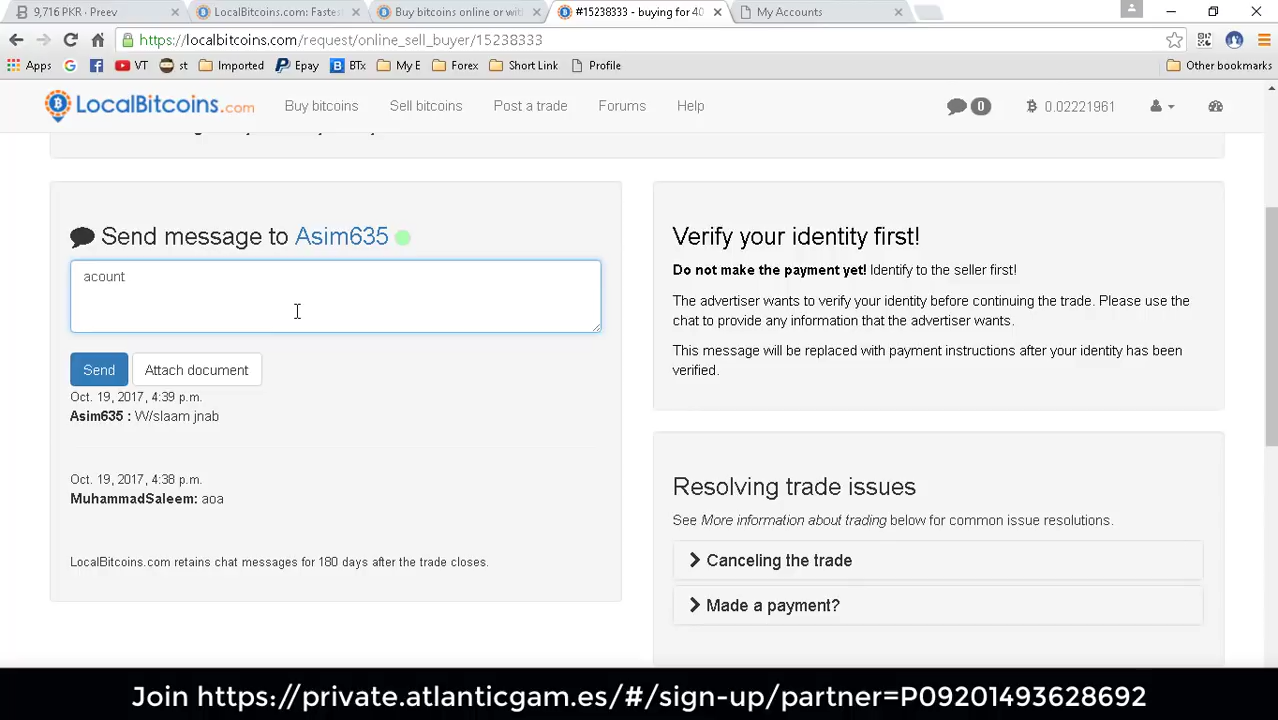 9,716 PKR - Preev
LocalBitcoins.com: Fastes
Buy bitcoins online or wit
#15238333 - buying for 40
My Accounts
https://localbitcoins.com/request/online_sell_buyer/15238333
Apps
VT
st
Imported
Epay
BTx
My E
Forex
Short Link
Profile
Other bookmarks
LocalBitcoins.com
Buy bitcoins
Sell bitcoins
Post a trade
Forums
Help
0
0.02221961
Send message to Asim635
acount
Send
Attach document
Oct. 19, 2017, 4:39 p.m.
Asim635 : W/slaam jnab
Oct. 19, 2017, 4:38 p.m.
MuhammadSaleem: aoa
LocalBitcoins.com retains chat messages for 180 days after the trade closes.
Verify your identity first!
Do not make the payment yet! Identify to the seller first!
The advertiser wants to verify your identity before continuing the trade. Please use the
chat to provide any information that the advertiser wants.
This message will be replaced with payment instructions after your identity has been
verified.
Resolving trade issues
See More information about trading below for common issue resolutions.
Canceling the trade
Made a payment?
Join https://private.atlanticgam.es/#/sign-up/partner=P09201493628692